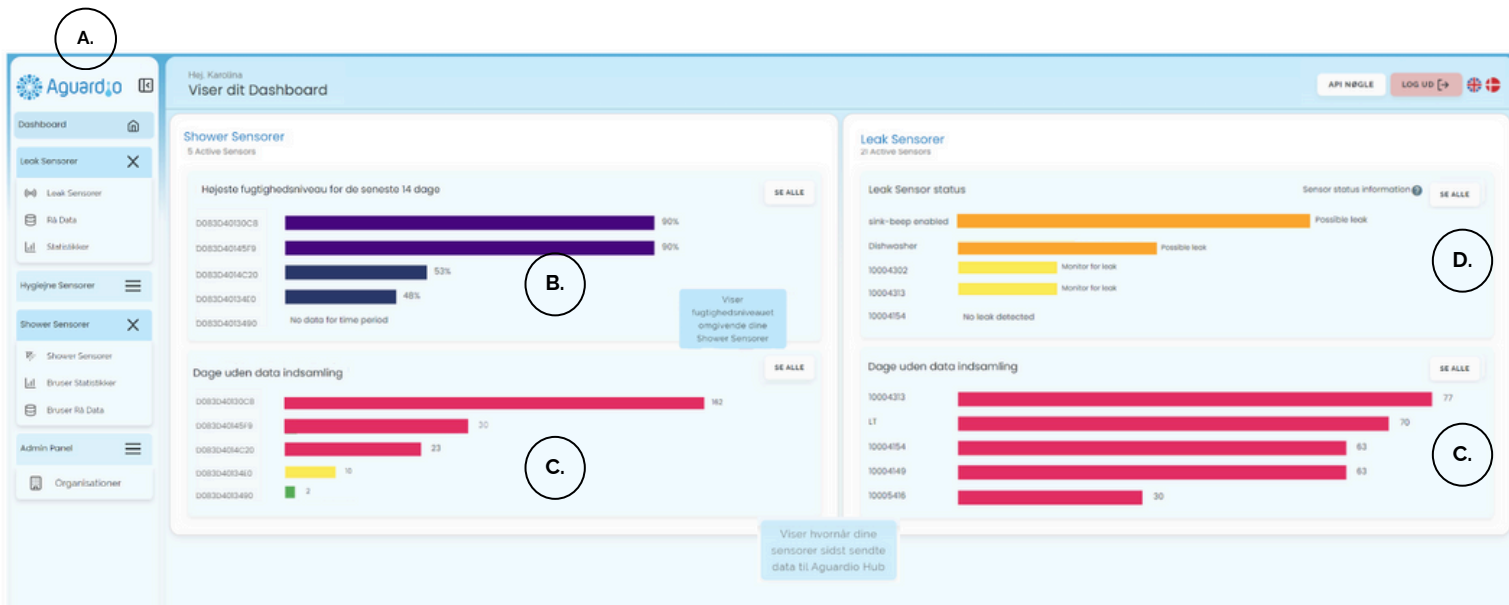 A.
Aguardio
Hej, Karolina
Viser dit Dashboard
API NØGLE
LOG UD
Dashboard
Leak Sensorer
Leak Sensorer
Rå Data
Statistikker
Hygiejne Sensorer
Shower Sensorer
Shower Sensorer
Bruser Statistikker
Bruser Rå Data
Admin Panel
Organisationer
Shower Sensorer
5 Active Sensors
Højeste fugtighedsniveau for de seneste 14 dage
SE ALLE
D083D40130CB 90%
D083D40145F9 90%
D083D4014C20 53%
D083D40134E0 48%
D083D4013490 No data for time period
B.
Viser
fugtighedsniveauet
omgivende dine
Shower Sensorer
Dage uden data indsamling
SE ALLE
D083D40130CB 162
D083D40145F9 30
D083D4014C20 23
D083D40134E0 10
D083D4013490 2
C.
Leak Sensorer
21 Active Sensors
Leak Sensor status
Sensor status information ?
SE ALLE
sink-beep enabled Possible leak
Dishwasher Possible leak
10004302 Monitor for leak
10004313 Monitor for leak
10004154 No leak detected
D.
Dage uden data indsamling
SE ALLE
10004313 77
LT 70
10004154 63
10004149 63
10005416 30
C.
Viser hvornår dine
sensorer sidst sendte
data til Aguardio Hub